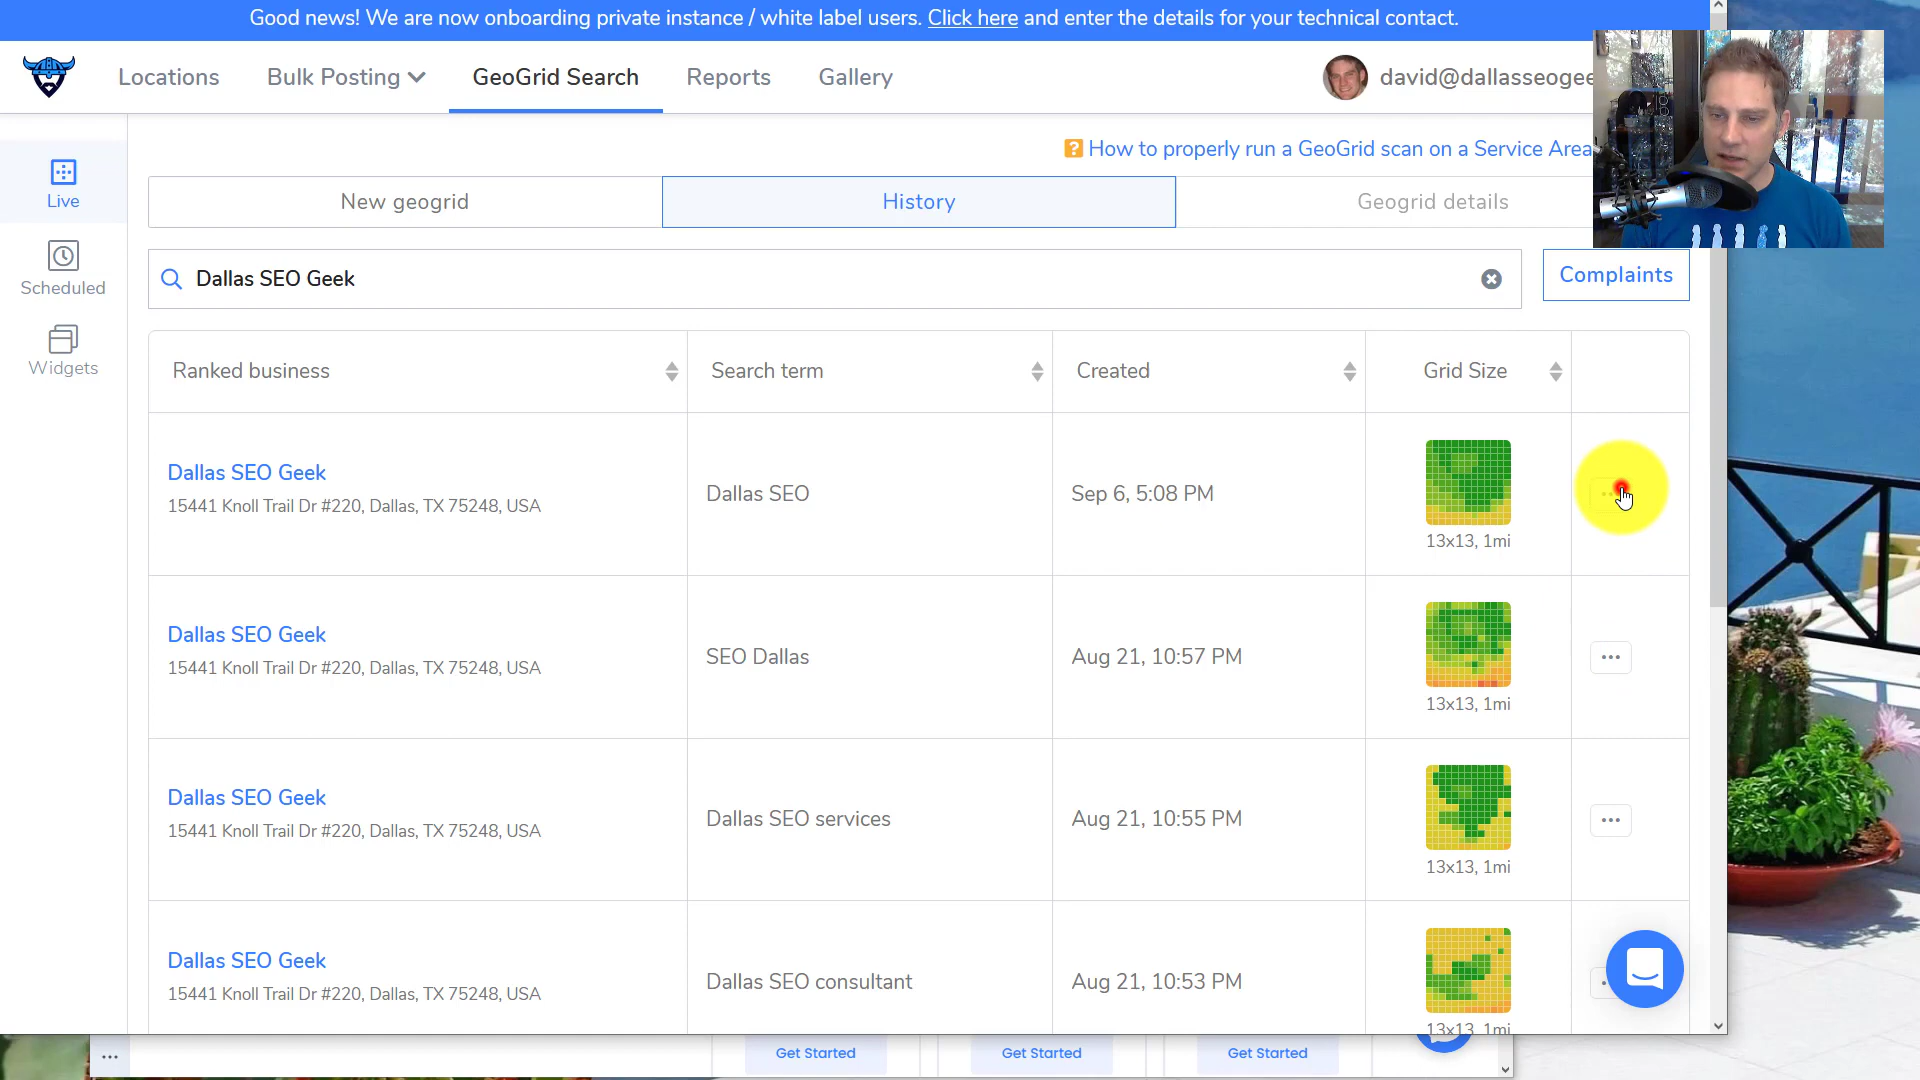 Good news! We are now onboarding private instance / white label users. Click here and enter the details for your technical contact.
Locations
Bulk Posting
GeoGrid Search
Reports
Gallery
david@dallasseogee
How to properly run a GeoGrid scan on a Service Area
Live
Scheduled
Widgets
New geogrid
History
Geogrid details
Dallas SEO Geek
Complaints
Ranked business
Search term
Created
Grid Size
Dallas SEO Geek
15441 Knoll Trail Dr #220, Dallas, TX 75248, USA
Dallas SEO
Sep 6, 5:08 PM
13x13, 1mi
Dallas SEO Geek
15441 Knoll Trail Dr #220, Dallas, TX 75248, USA
SEO Dallas
Aug 21, 10:57 PM
13x13, 1mi
Dallas SEO Geek
15441 Knoll Trail Dr #220, Dallas, TX 75248, USA
Dallas SEO services
Aug 21, 10:55 PM
13x13, 1mi
Dallas SEO Geek
15441 Knoll Trail Dr #220, Dallas, TX 75248, USA
Dallas SEO consultant
Aug 21, 10:53 PM
13x13, 1mi
Get Started
Get Started
Get Started